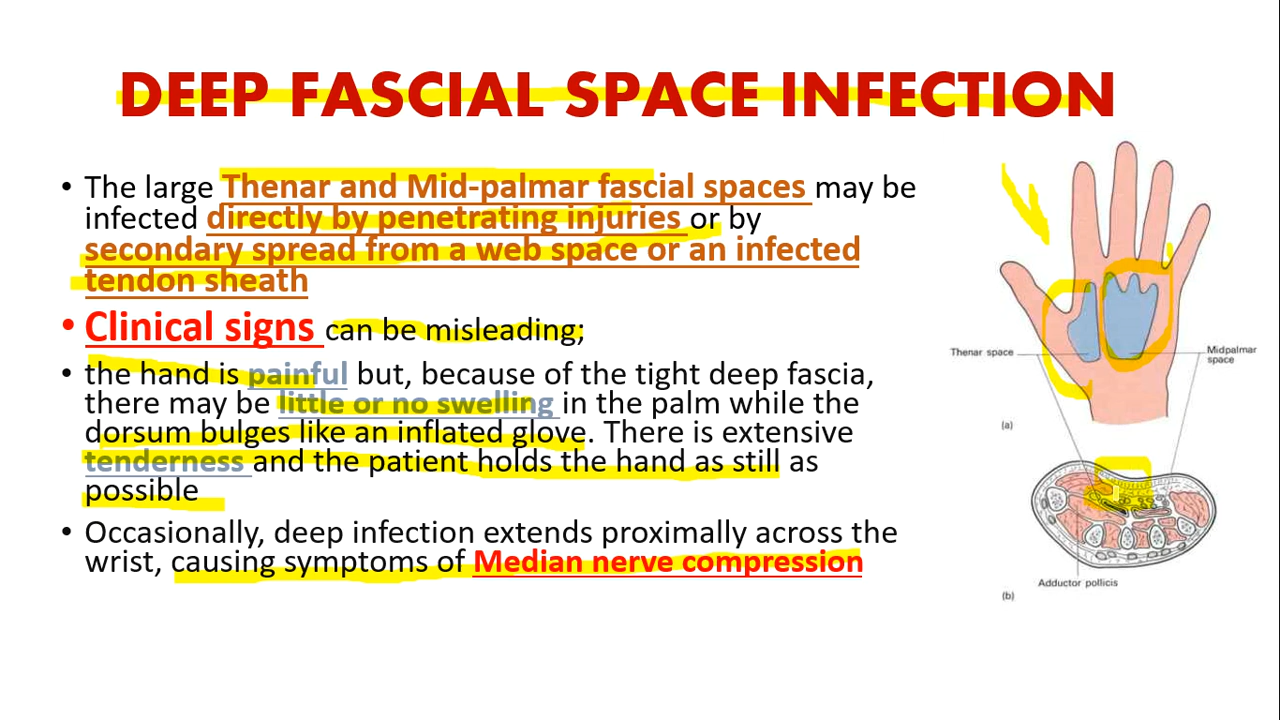 DEEP FASCIAL SPACE INFECTION
• The large Thenar and Mid-palmar fascial spaces may be
infected directly by penetrating injuries or by
secondary spread from a web space or an infected
tendon sheath
• Clinical signs can be misleading;
• the hand is painful but, because of the tight deep fascia,
there may be little or no swelling in the palm while the
dorsum bulges like an inflated glove. There is extensive
tenderness and the patient holds the hand as still as
possible
• Occasionally, deep infection extends proximally across the
wrist, causing symptoms of Median nerve compression
Thenar space
Midpalmar
space
(a)
Adductor pollicis
(b)